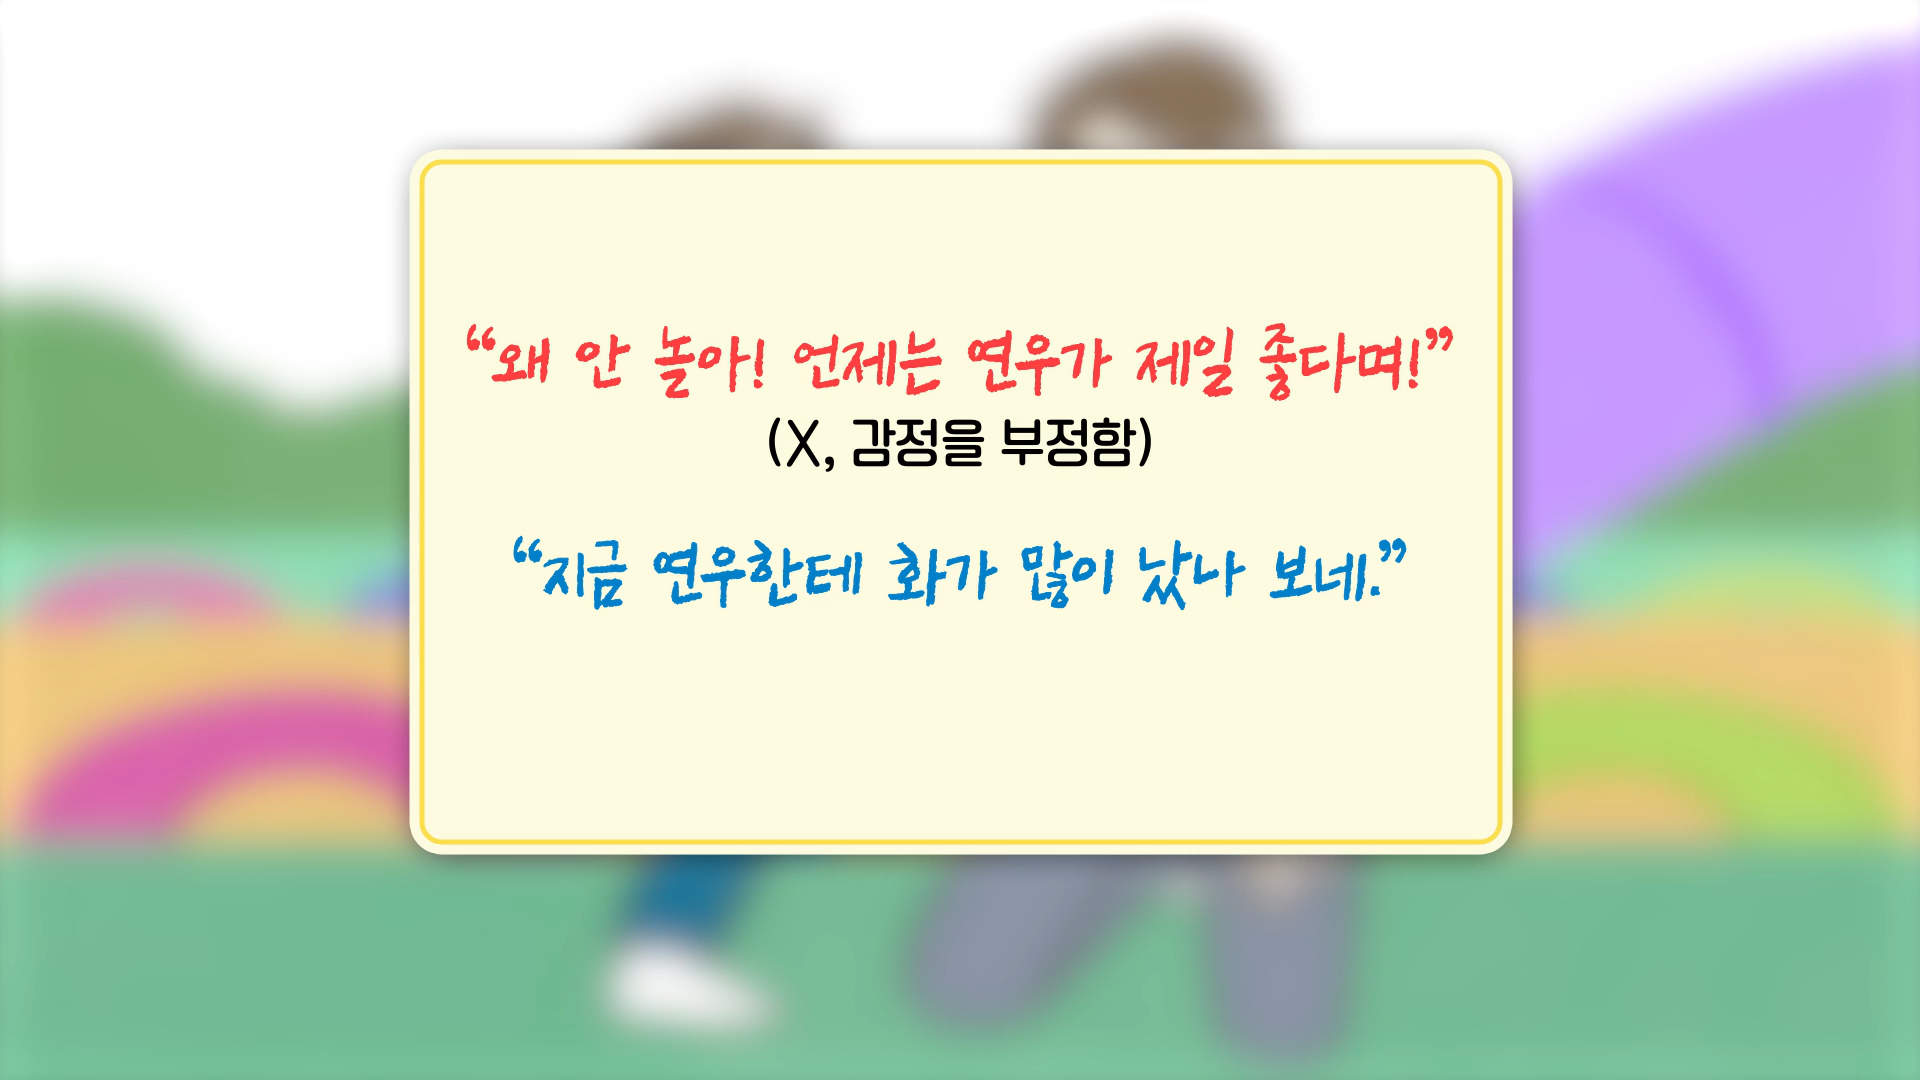 “왜 안 놀아! 언제는 연우가 제일 좋다며!”
(X, 감정을 부정함)
“지금 연우한테 화가 많이 났나 보네.”